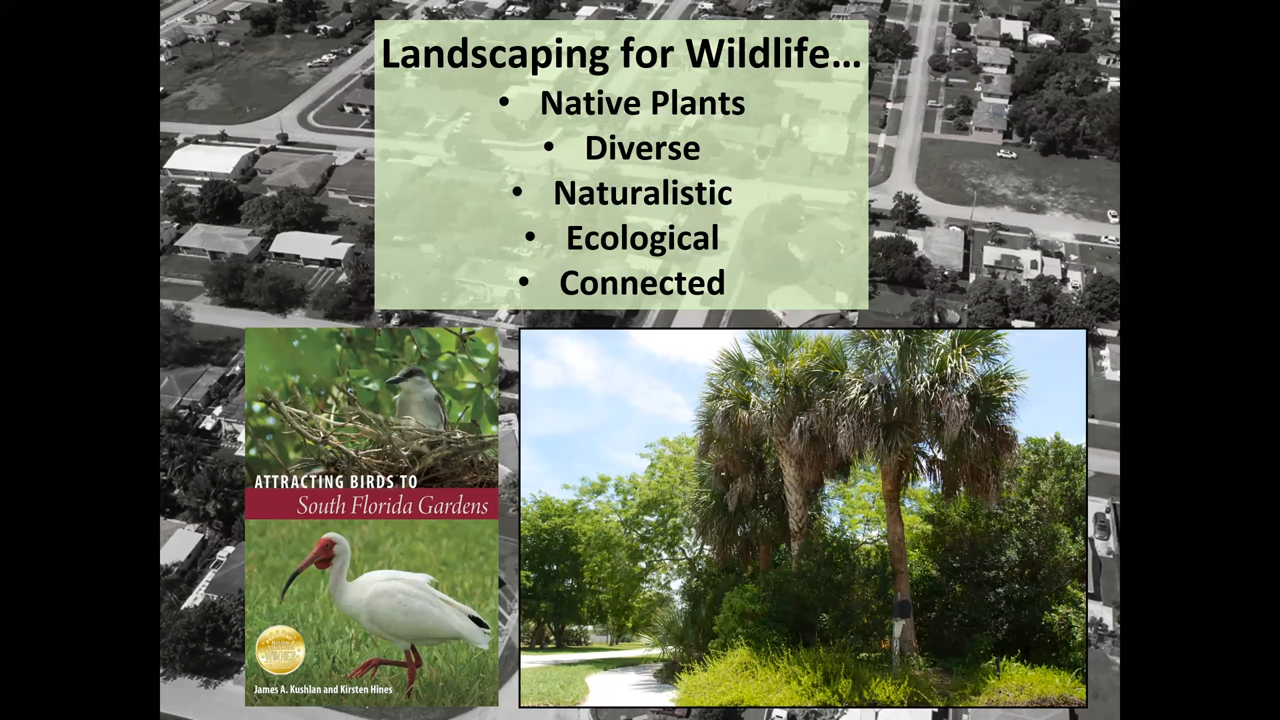 Landscaping for Wildlife…
• Native Plants
• Diverse
• Naturalistic
• Ecological
• Connected
ATTRACTING BIRDS TO
South Florida Gardens
WINNER
James A. Kushlan and Kirsten Hines